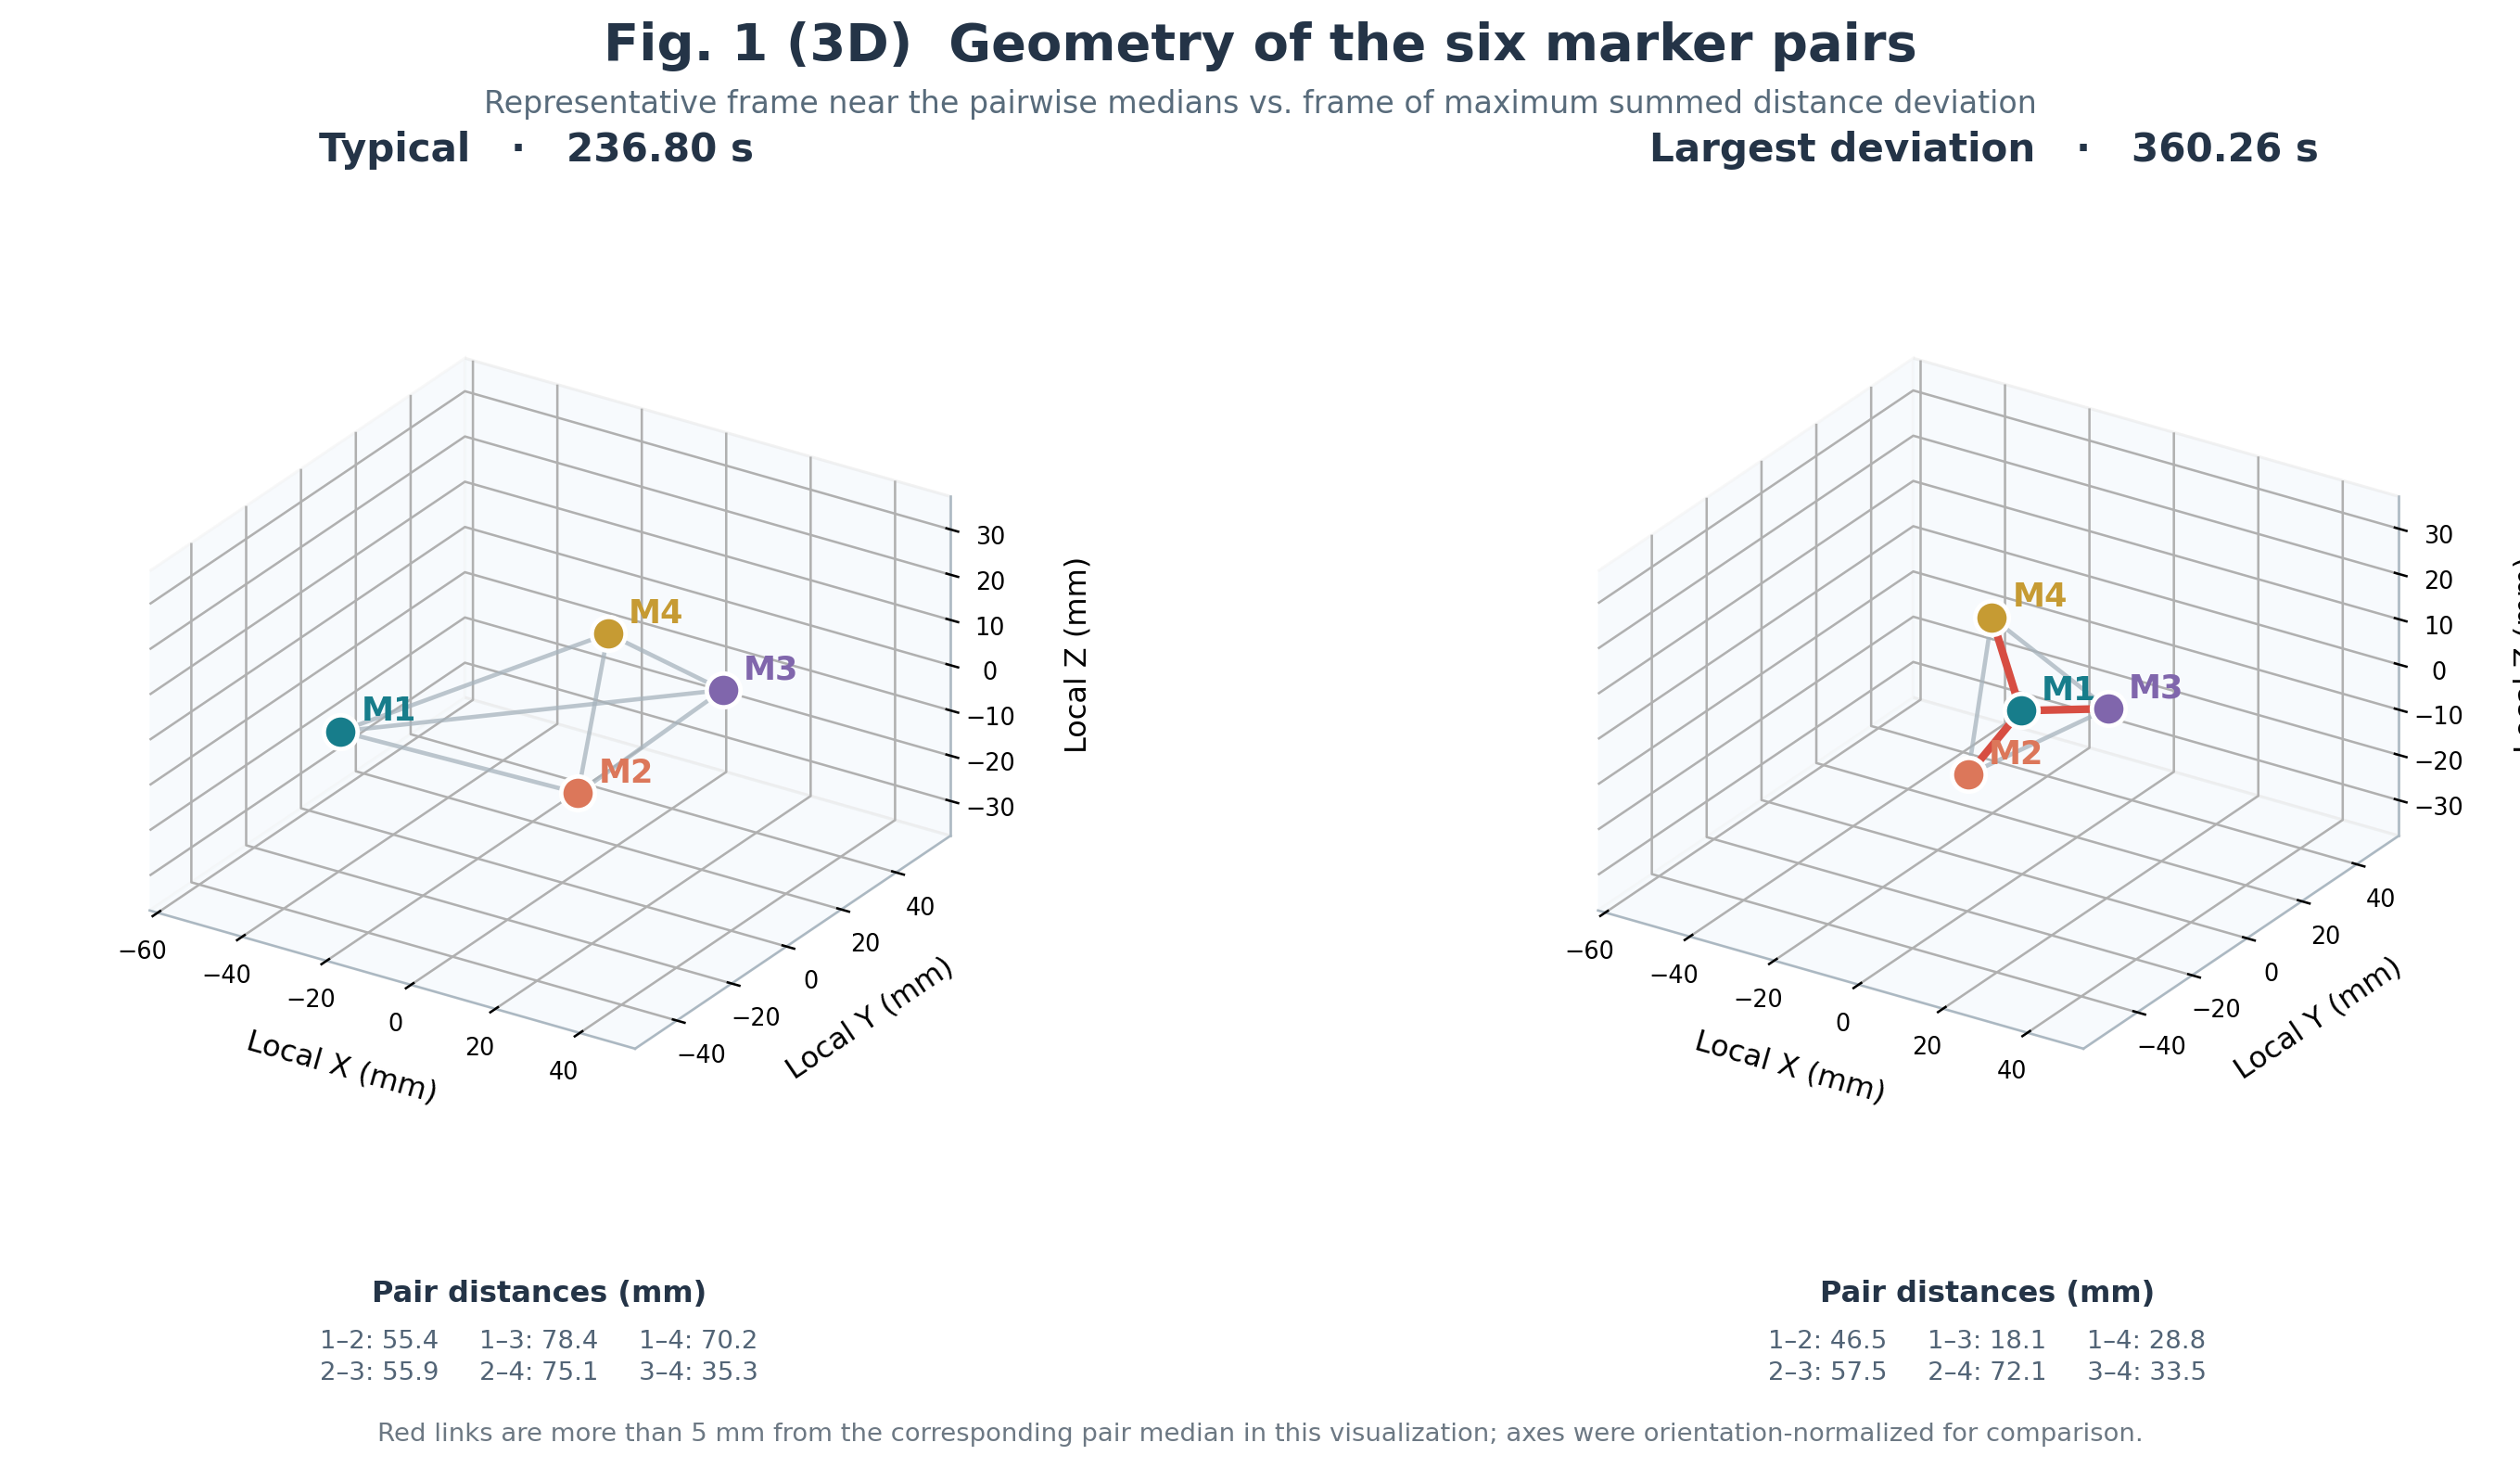 Fig. 1 (3D)  Geometry of the six marker pairs
Representative frame near the pairwise medians vs. frame of maximum summed distance deviation
Typical · 236.80 s
M4
M3
M1
M2
30
20
10
0
−10
−20
−30
Local Z (mm)
−60
−40
−20
0
20
40
Local X (mm)
−40
−20
0
20
40
Local Y (mm)
Pair distances (mm)
1–2: 55.4 1–3: 78.4 1–4: 70.2
2–3: 55.9 2–4: 75.1 3–4: 35.3
Largest deviation · 360.26 s
M4
M1
M3
M2
30
20
10
0
−10
−20
−30
−60
−40
−20
0
20
40
Local X (mm)
−40
−20
0
20
40
Local Y (mm)
Pair distances (mm)
1–2: 46.5 1–3: 18.1 1–4: 28.8
2–3: 57.5 2–4: 72.1 3–4: 33.5
Red links are more than 5 mm from the corresponding pair median in this visualization; axes were orientation-normalized for comparison.